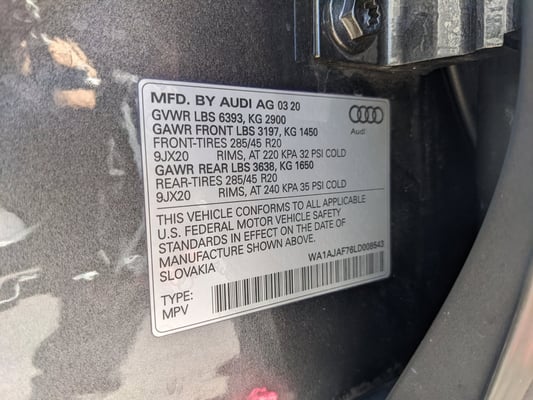 MFD. BY AUDI AG 03 20
GVWR LBS 6393, KG 2900
GAWR FRONT LBS 3197, KG 1450
FRONT-TIRES 285/45 R20
9JX20 RIMS, AT 220 KPA 32 PSI COLD
GAWR REAR LBS 3638, KG 1650
REAR-TIRES 285/45 R20
9JX20 RIMS, AT 240 KPA 35 PSI COLD
Audi
THIS VEHICLE CONFORMS TO ALL APPLICABLE
U.S. FEDERAL MOTOR VEHICLE SAFETY
STANDARDS IN EFFECT ON THE DATE OF
MANUFACTURE SHOWN ABOVE.
SLOVAKIA
WA1AJAF76LD008543
TYPE:
MPV